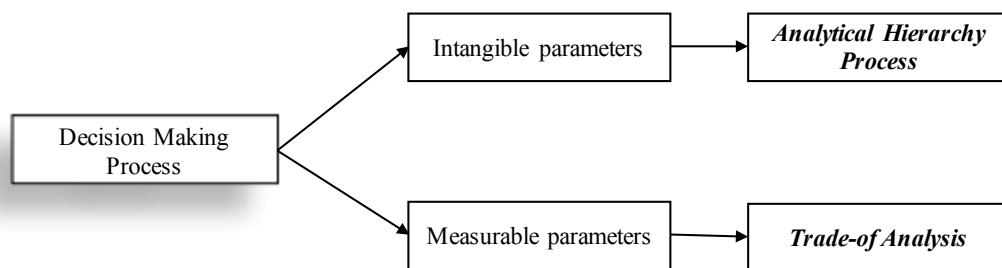 Intangible parameters
Analytical Hierarchy
Process
Decision Making
Process
Measurable parameters
Trade-of Analysis